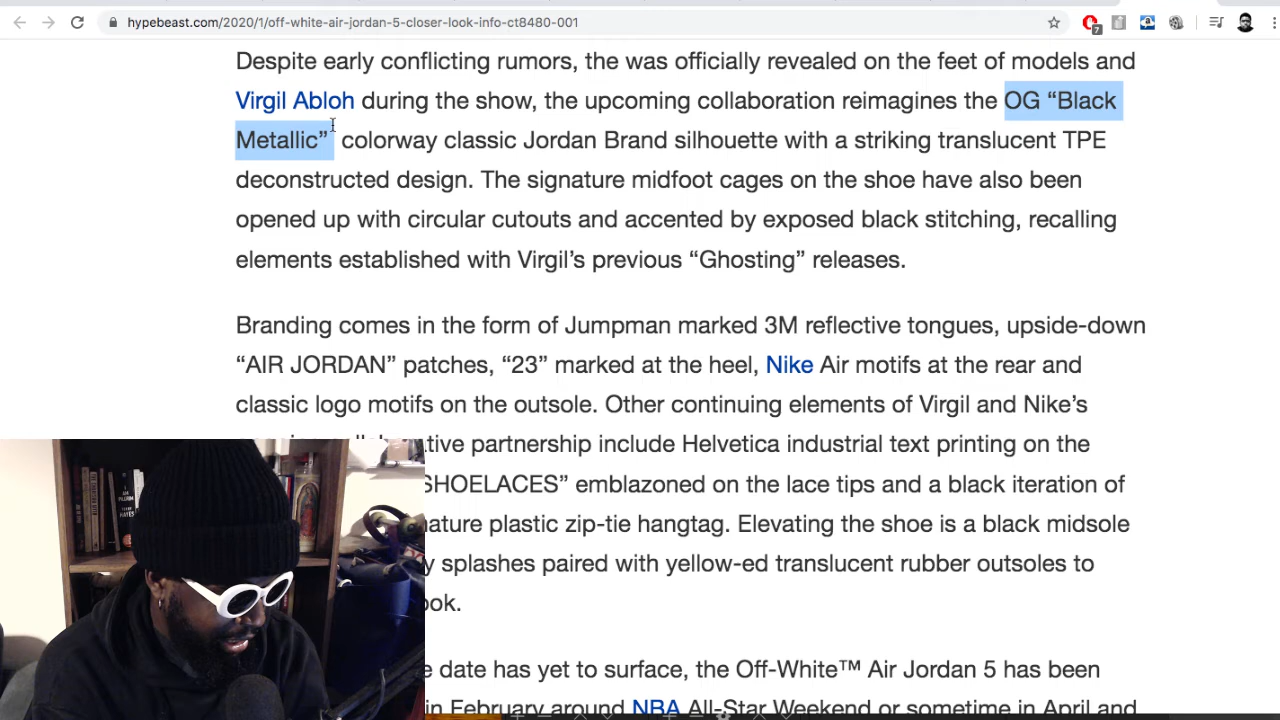 hypebeast.com/2020/1/off-white-air-jordan-5-closer-look-info-ct8480-001
7
Despite early conflicting rumors, the was officially revealed on the feet of models and
Virgil Abloh during the show, the upcoming collaboration reimagines the OG “Black
Metallic” colorway classic Jordan Brand silhouette with a striking translucent TPE
deconstructed design. The signature midfoot cages on the shoe have also been
opened up with circular cutouts and accented by exposed black stitching, recalling
elements established with Virgil’s previous “Ghosting” releases.
Branding comes in the form of Jumpman marked 3M reflective tongues, upside-down
“AIR JORDAN” patches, “23” marked at the heel, Nike Air motifs at the rear and
classic logo motifs on the outsole. Other continuing elements of Virgil and Nike’s
partnership include Helvetica industrial text printing on the
SHOELACES” emblazoned on the lace tips and a black iteration of
plastic zip-tie hangtag. Elevating the shoe is a black midsole
splashes paired with yellow-ed translucent rubber outsoles to
date has yet to surface, the Off-White™ Air Jordan 5 has been
in February around NBA All-Star Weekend or sometime in April and